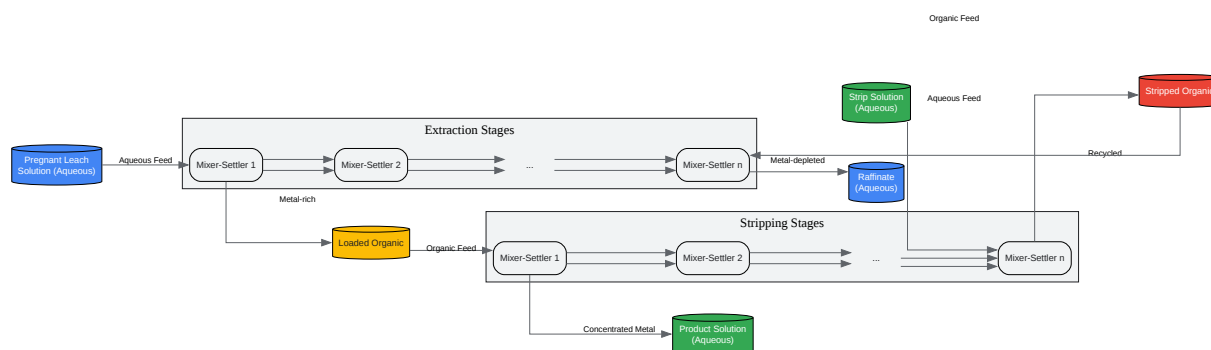 Organic Feed
Strip Solution
(Aqueous)
Aqueous Feed
Stripped Organic
Extraction Stages
Pregnant Leach
Solution (Aqueous)
Aqueous Feed
Mixer-Settler 1
Mixer-Settler 2
...
Mixer-Settler n
Metal-depleted
Recycled
Raffinate
(Aqueous)
Metal-rich
Loaded Organic
Organic Feed
Stripping Stages
Mixer-Settler 1
Mixer-Settler 2
...
Mixer-Settler n
Concentrated Metal
Product Solution
(Aqueous)